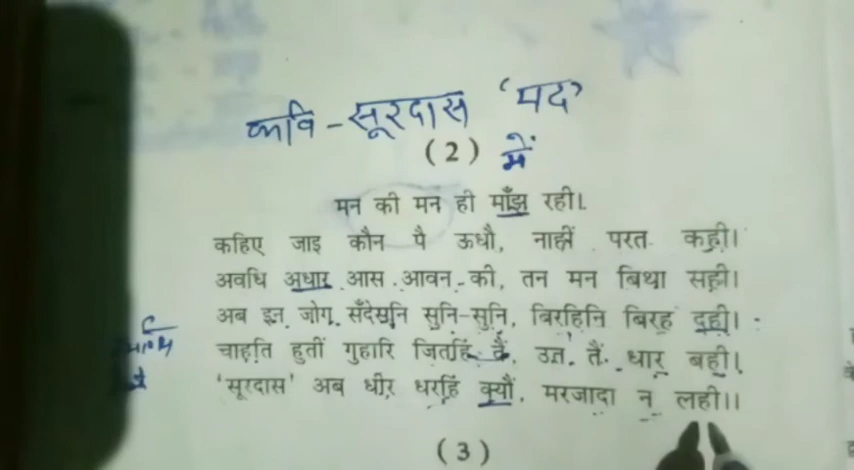 कवि - सूरदास 'पद'
(2) में
मन की मन ही माँझ रही।
कहिए जाइ कौन पै ऊधौ, नाहीं परत कही।
अवधि अधार आस आवन की, तन मन बिथा सही।
अब इन जोग सँदेसनि सुनि-सुनि, बिरहिनि बिरह दही।
चाहति हुतीं गुहारि जितहिं तैं, उत तैं धार बही।
'सूरदास' अब धीर धरहिं क्यौं, मरजादा न लही।।
(3)